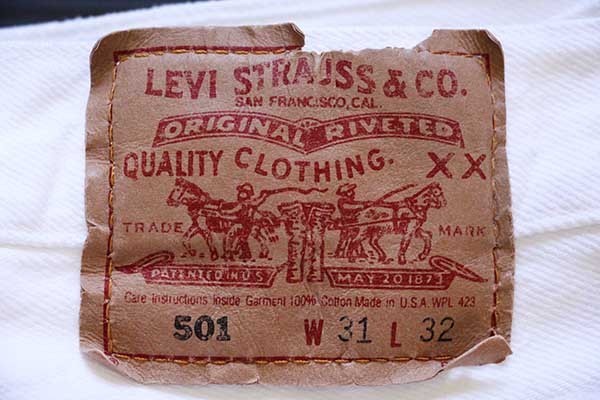 LEVI STRAUSS & CO.
SAN FRANCISCO, CAL.
ORIGINAL RIVETED
QUALITY CLOTHING. XX
TRADE MARK
PATENTED IN U.S. MAY 20 1873
Care Instructions Inside Garment 100% Cotton Made in U.S.A. WPL 423
501 W 31 L 32